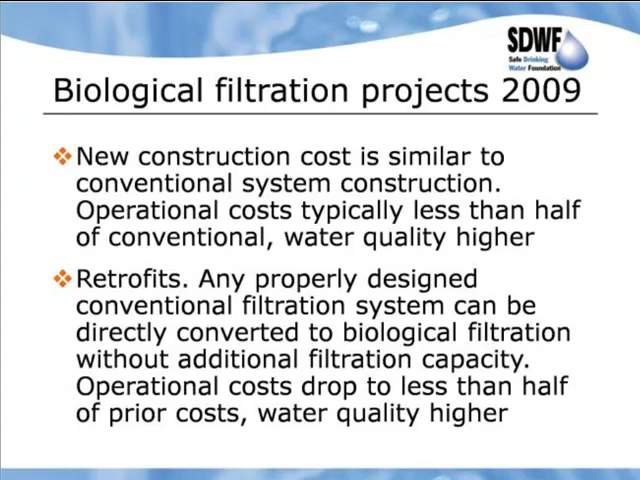 SDWF
Safe Drinking
Water Foundation
Biological filtration projects 2009
New construction cost is similar to
conventional system construction.
Operational costs typically less than half
of conventional, water quality higher
Retrofits. Any properly designed
conventional filtration system can be
directly converted to biological filtration
without additional filtration capacity.
Operational costs drop to less than half
of prior costs, water quality higher